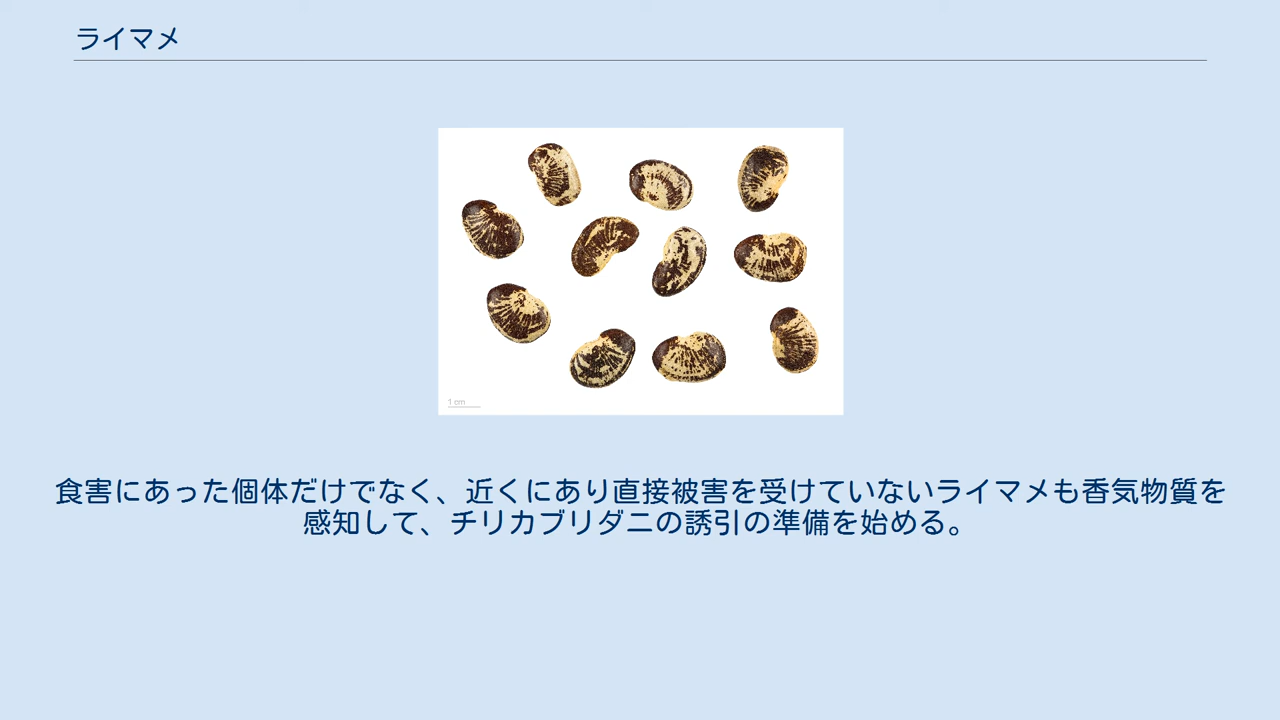 ライマメ
1 cm
食害にあった個体だけでなく、近くにあり直接被害を受けていないライマメも香気物質を
感知して、チリカブリダニの誘引の準備を始める。